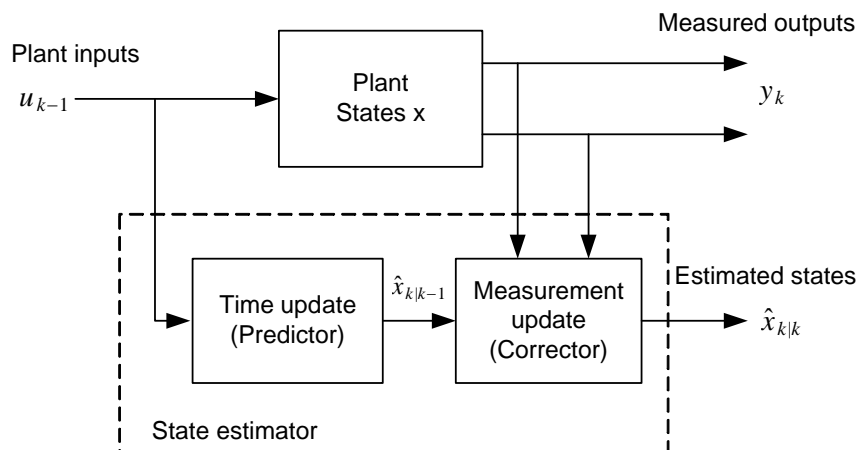 Plant inputs
u_{k−1}
Plant
States x
Measured outputs
y_k
Time update
(Predictor)
x̂_{k|k−1}
Measurement
update
(Corrector)
Estimated states
x̂_{k|k}
State estimator